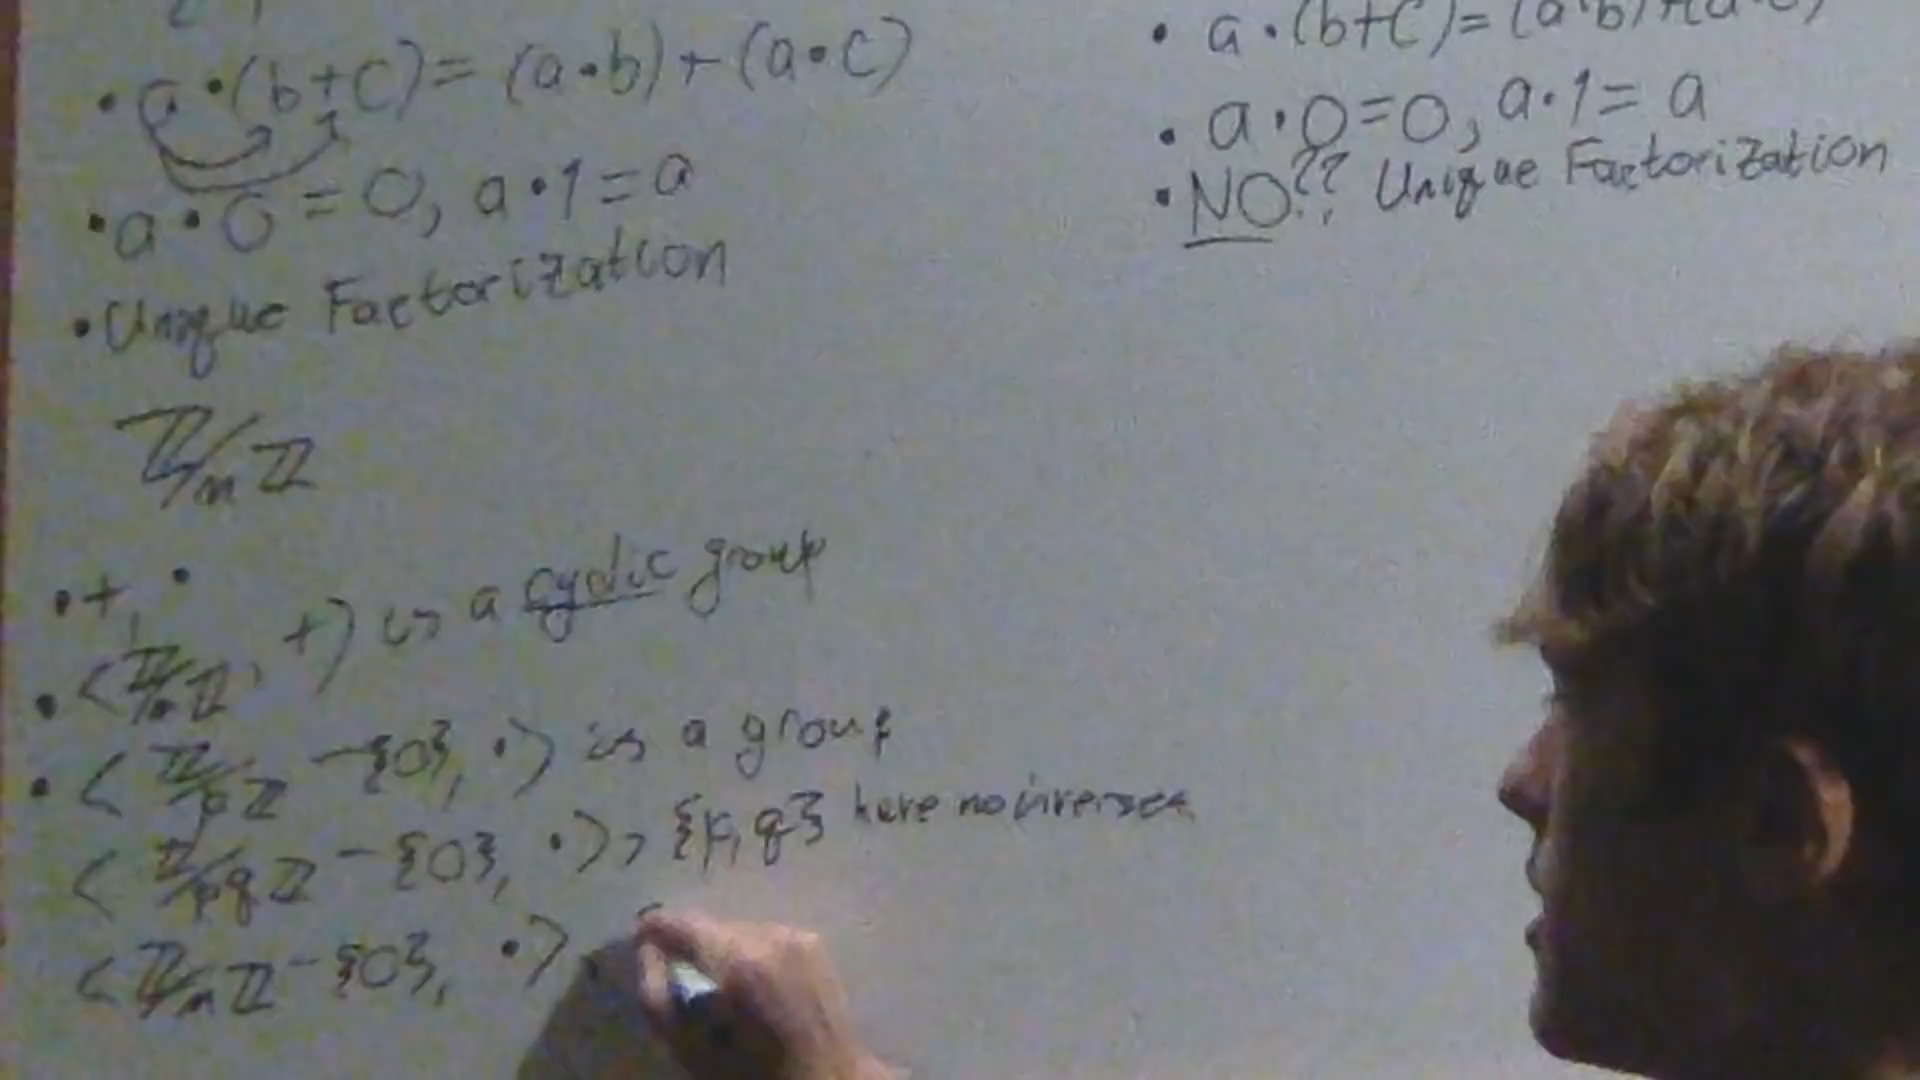 • a • (b+c) = (a • b) + (a • c)
• a • 0 = 0, a • 1 = a
• Unique Factorization
ℤ/nℤ
• +, •
• <ℤ/nℤ, +> is a cyclic group
• <ℤ/pℤ - {0}, •> is a group
<ℤ/pqℤ - {0}, •>, {p, q} have no inverses
<ℤ/nℤ - {0}, •>,
• a • (b+c) = (a • b) + (a • c)
• a • 0 = 0, a • 1 = a
• NO?? Unique Factorization